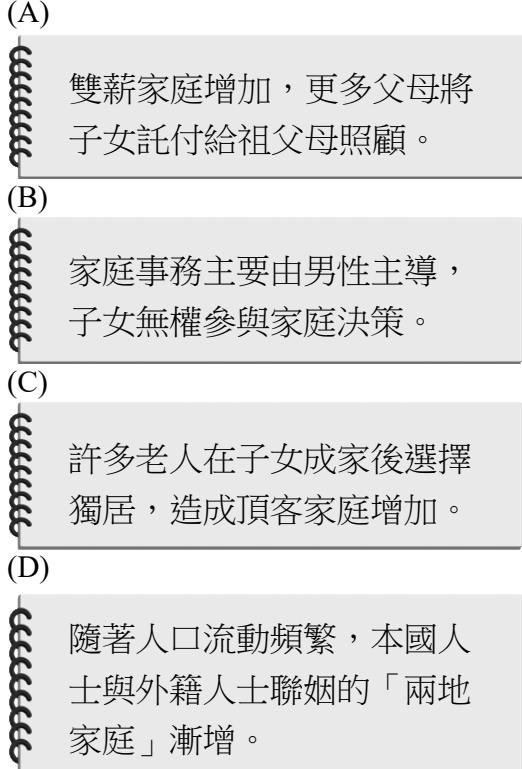 (A)
雙薪家庭增加，更多父母將
子女託付給祖父母照顧。
(B)
家庭事務主要由男性主導，
子女無權參與家庭決策。
(C)
許多老人在子女成家後選擇
獨居，造成頂客家庭增加。
(D)
隨著人口流動頻繁，本國人
士與外籍人士聯姻的「兩地
家庭」漸增。